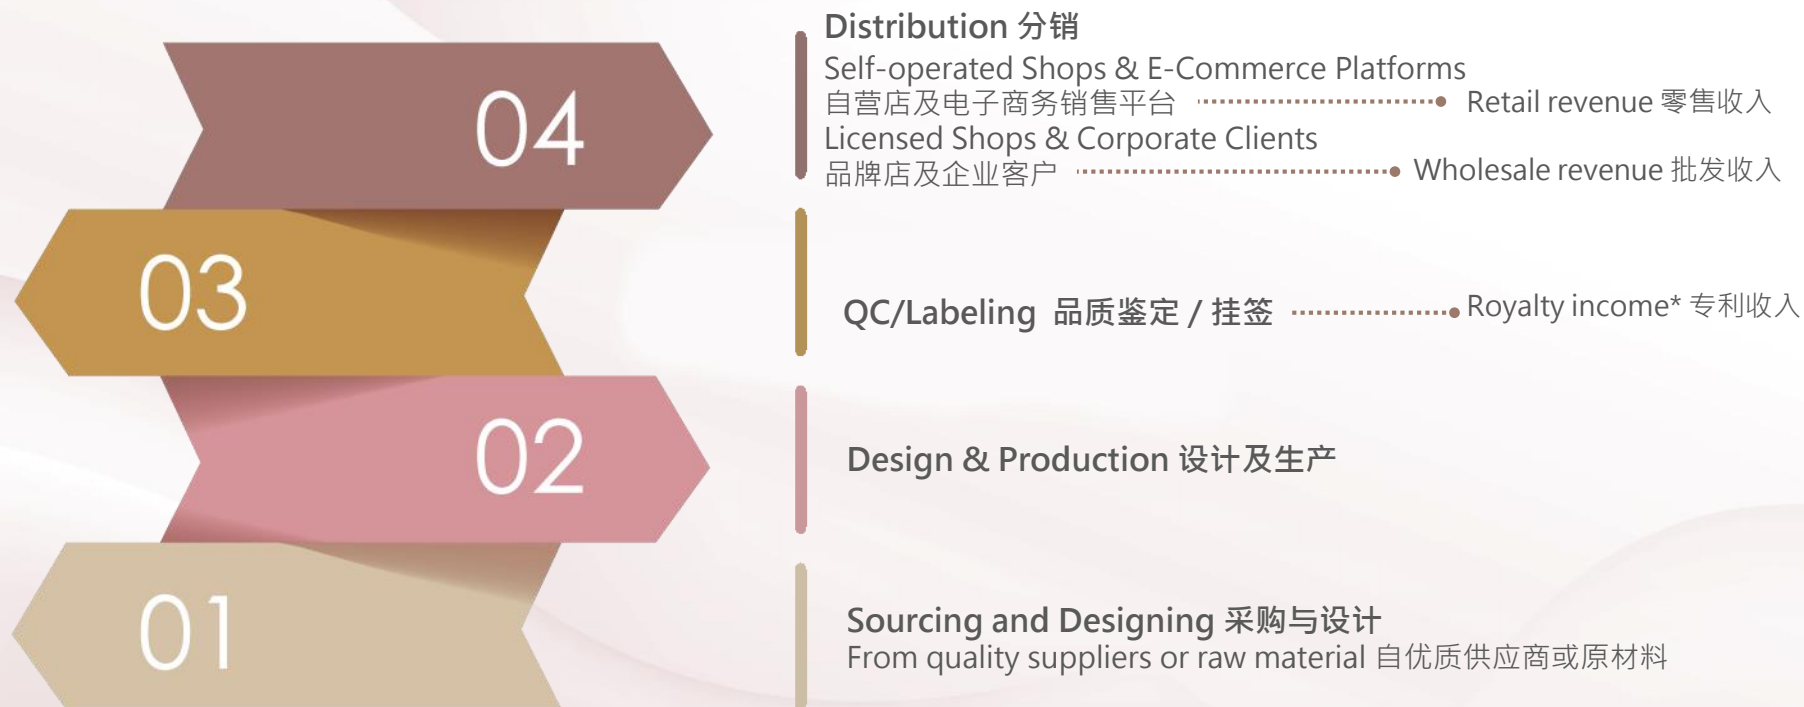 04
Distribution 分销
Self-operated Shops & E-Commerce Platforms
自营店及电子商务销售平台 Retail revenue 零售收入
Licensed Shops & Corporate Clients
品牌店及企业客户 Wholesale revenue 批发收入
03
QC/Labeling 品质鉴定 / 挂签 Royalty income* 专利收入
02
Design & Production 设计及生产
01
Sourcing and Designing 采购与设计
From quality suppliers or raw material 自优质供应商或原材料